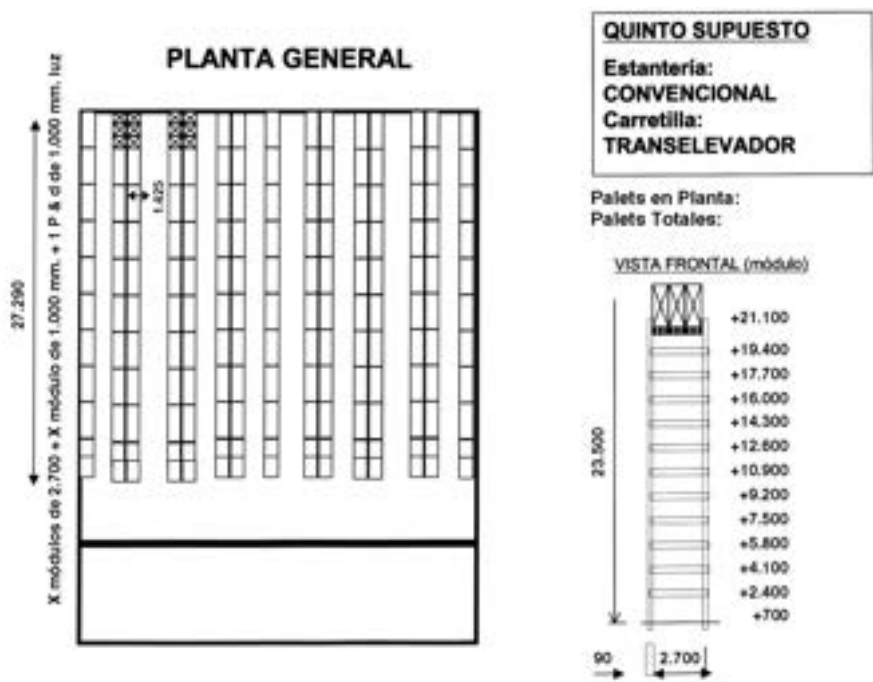 PLANTA GENERAL
27.290
X módulos de 2.700 + X módulo de 1.000 mm. + 1 P & d de 1.000 mm. luz
1.425
QUINTO SUPUESTO
Estantería:
CONVENCIONAL
Carretilla:
TRANSELEVADOR
Palets en Planta:
Palets Totales:
VISTA FRONTAL (módulo)
+21.100
+19.400
+17.700
+16.000
+14.300
+12.600
+10.900
+9.200
+7.500
+5.800
+4.100
+2.400
+700
23.500
90
2.700